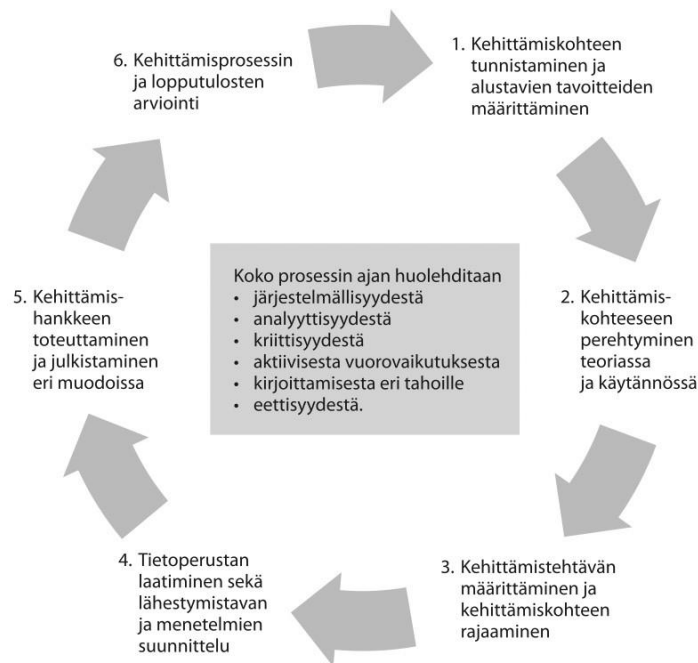 1. Kehittämiskohteen
tunnistaminen ja
alustavien tavoitteiden
määrittäminen
2. Kehittämis-
kohteeseen
perehtyminen
teoriassa
ja käytännössä
3. Kehittämistehtävän
määrittäminen ja
kehittämiskohteen
rajaaminen
4. Tietoperustan
laatiminen sekä
lähestymistavan
ja menetelmien
suunnittelu
5. Kehittämis-
hankkeen
toteuttaminen
ja julkistaminen
eri muodoissa
6. Kehittämisprosessin
ja lopputulosten
arviointi
Koko prosessin ajan huolehditaan
• järjestelmällisyydestä
• analyyttisyydestä
• kriittisyydestä
• aktiivisesta vuorovaikutuksesta
• kirjoittamisesta eri tahoille
• eettisyydestä.